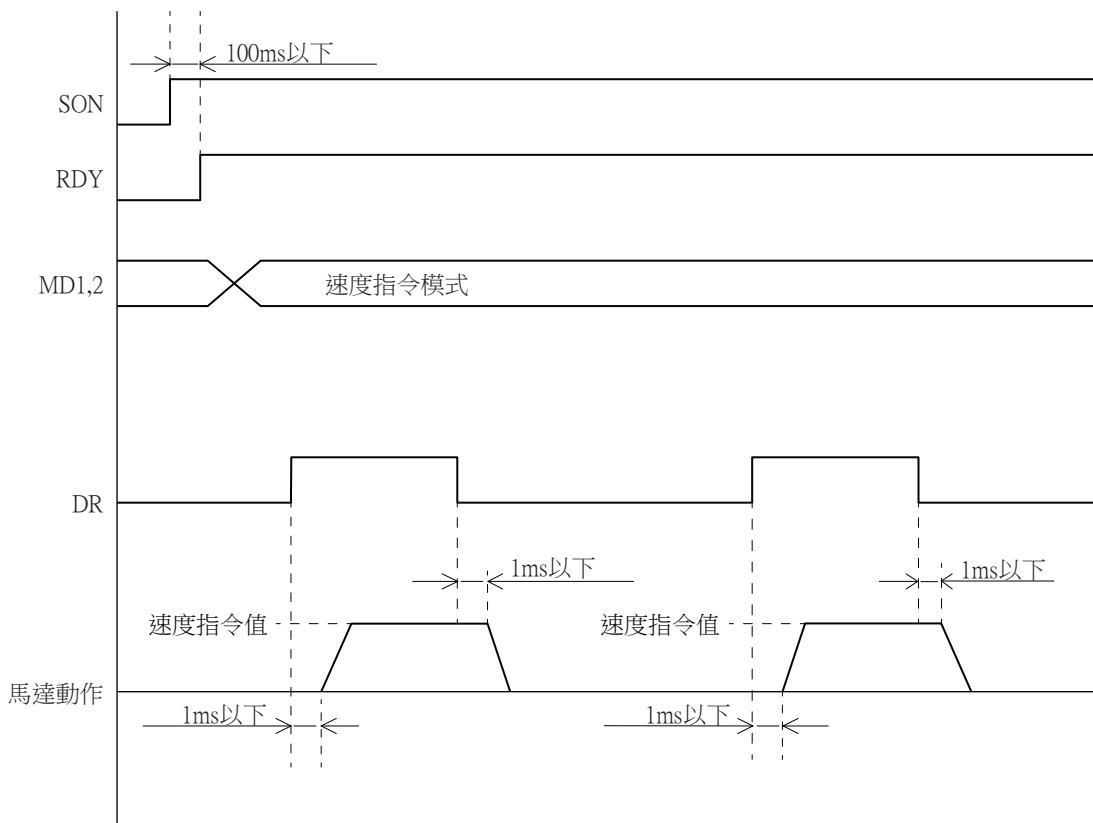 100ms以下
SON
RDY
MD1,2 速度指令模式
DR
1ms以下 1ms以下
速度指令值 速度指令值
馬達動作
1ms以下 1ms以下